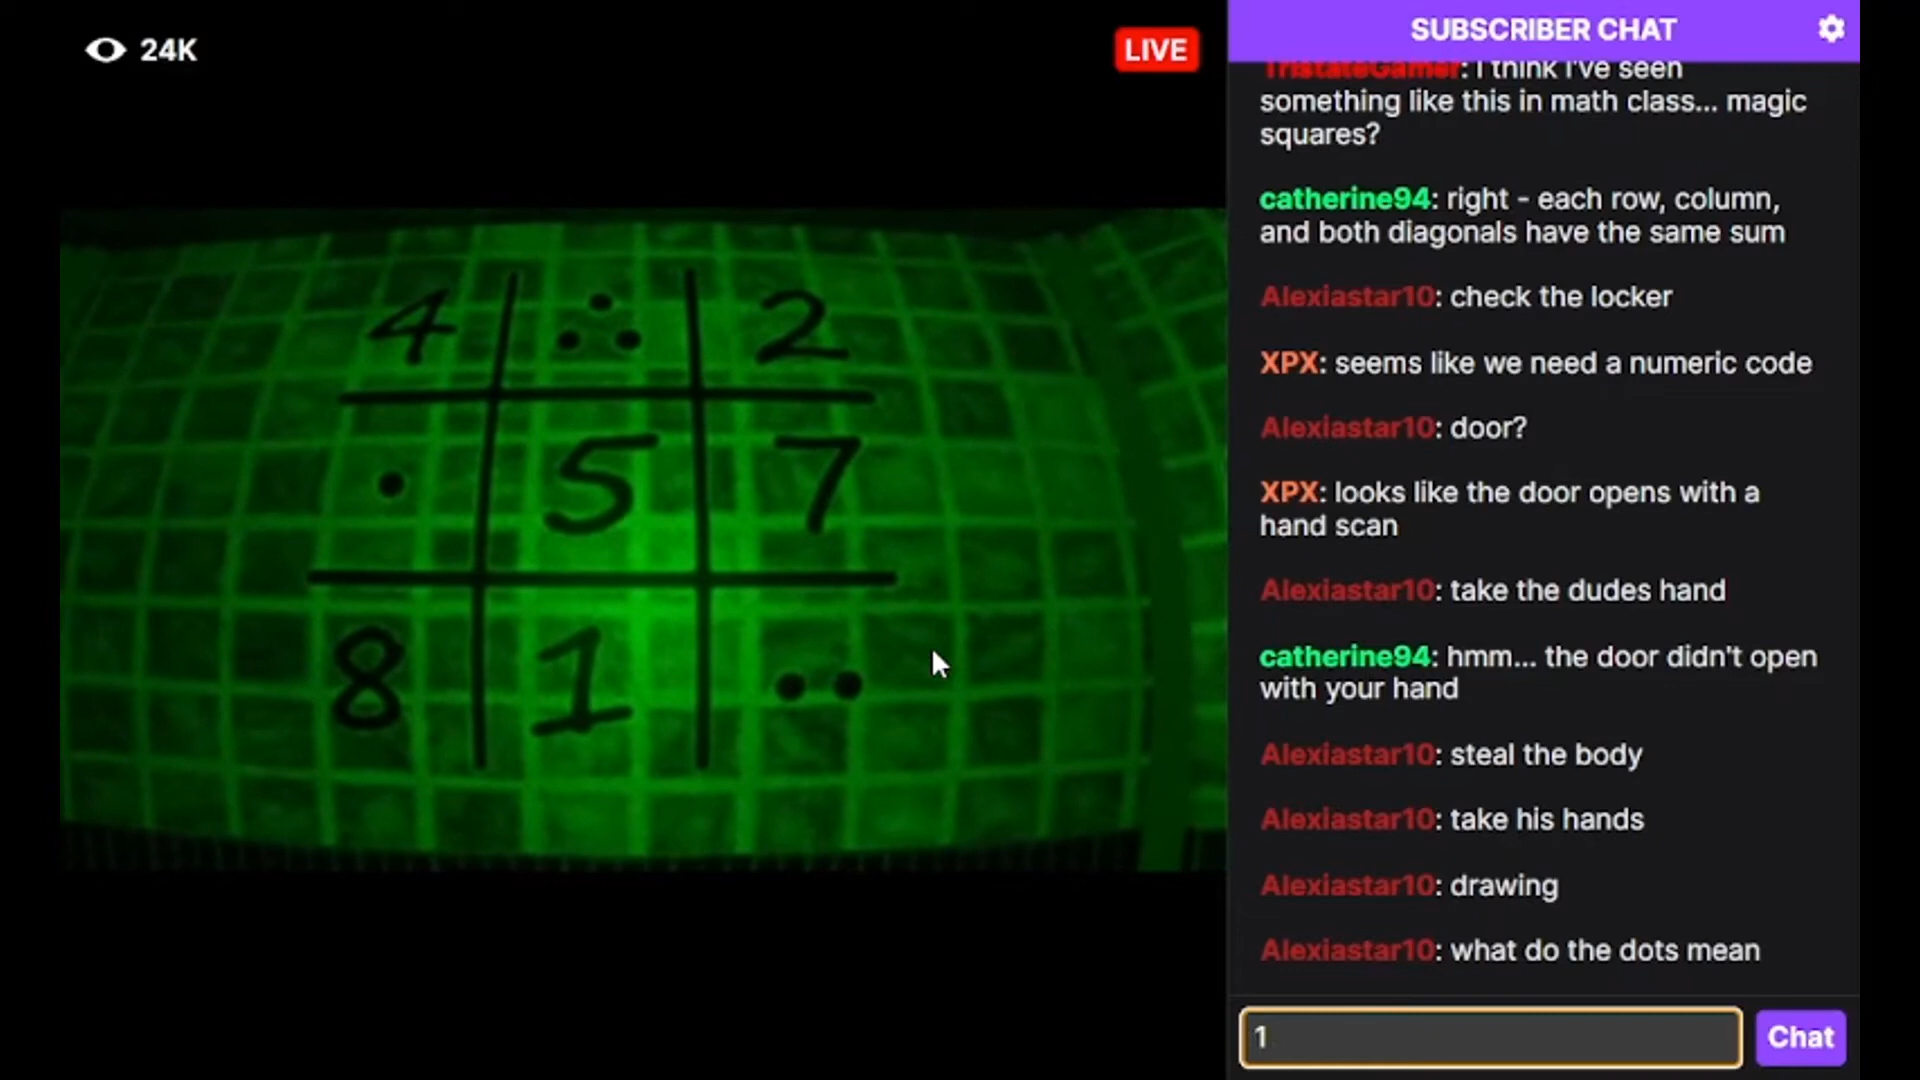 24K
LIVE
4 2
5 7
8 1
SUBSCRIBER CHAT
TristateGamer: I think I've seen
something like this in math class... magic
squares?
catherine94: right - each row, column,
and both diagonals have the same sum
Alexiastar10: check the locker
XPX: seems like we need a numeric code
Alexiastar10: door?
XPX: looks like the door opens with a
hand scan
Alexiastar10: take the dudes hand
catherine94: hmm... the door didn't open
with your hand
Alexiastar10: steal the body
Alexiastar10: take his hands
Alexiastar10: drawing
Alexiastar10: what do the dots mean
1
Chat